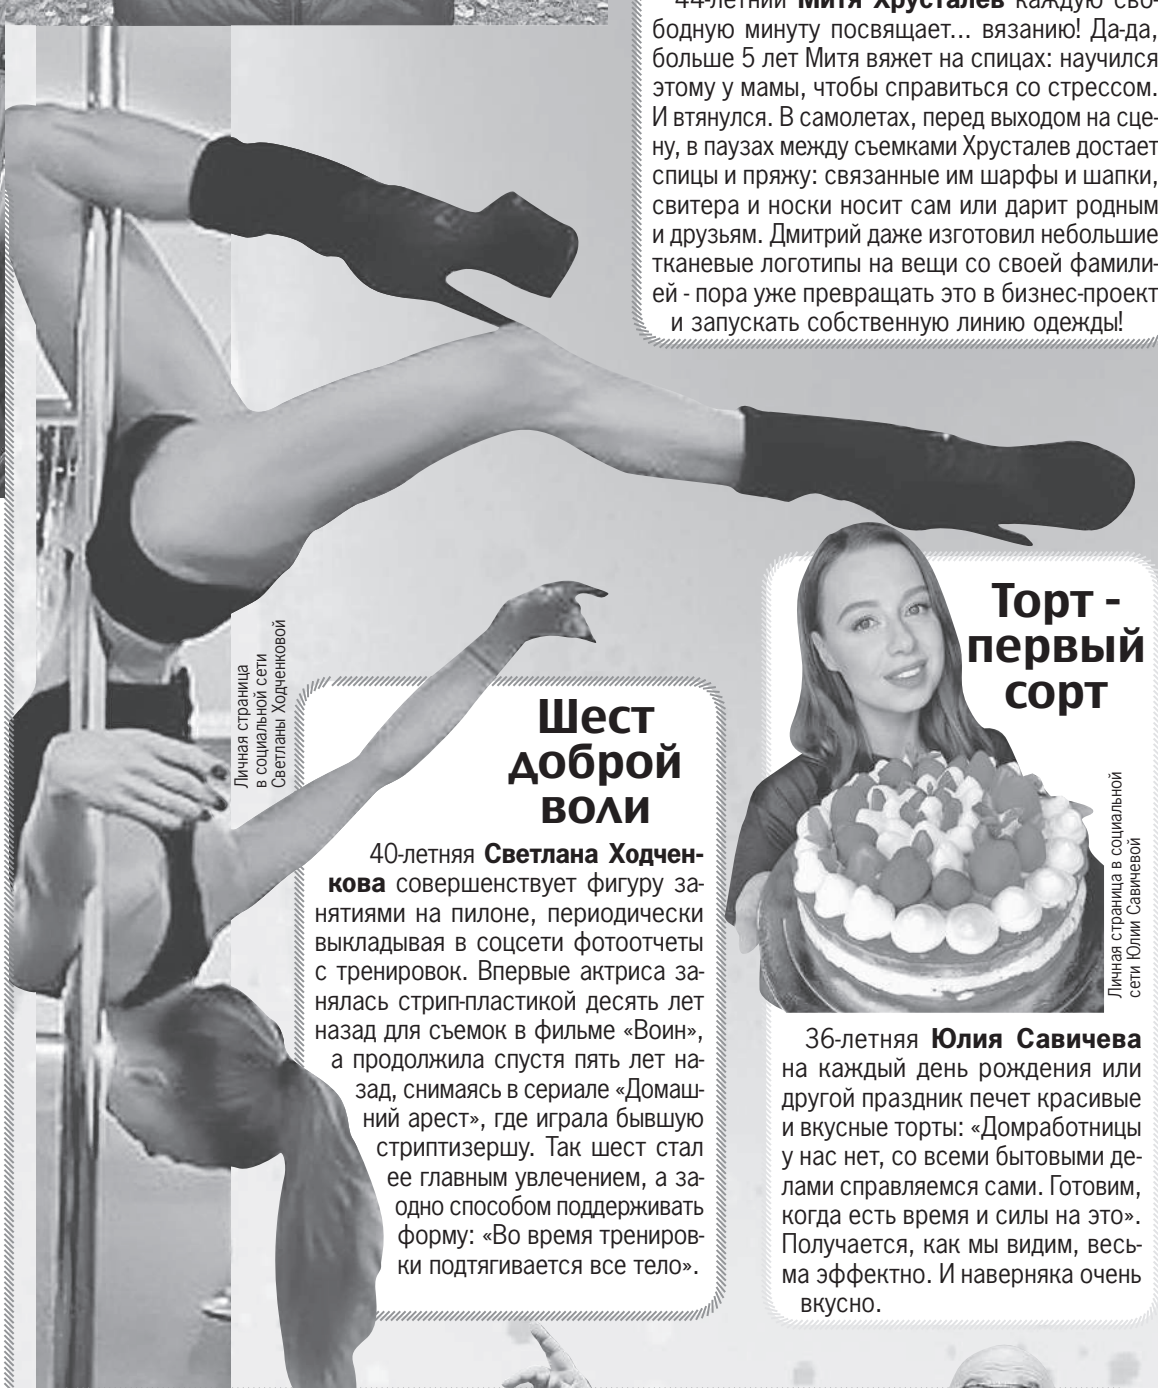 44-летний Митя Хрусталев каждую сво-
бодную минуту посвящает... вязанию! Да-да,
больше 5 лет Митя вяжет на спицах: научился
этому у мамы, чтобы справиться со стрессом.
И втянулся. В самолетах, перед выходом на сце-
ну, в паузах между съемками Хрусталев достает
спицы и пряжу: связанные им шарфы и шапки,
свитера и носки носит сам или дарит родным
и друзьям. Дмитрий даже изготовил небольшие
тканевые логотипы на вещи со своей фамили-
ей - пора уже превращать это в бизнес-проект
и запускать собственную линию одежды!
Личная страница
в социальной сети
Светланы Ходченковой
Шест
доброй
воли
40-летняя Светлана Ходчен-
кова совершенствует фигуру за-
нятиями на пилоне, периодически
выкладывая в соцсети фотоотчеты
с тренировок. Впервые актриса за-
нялась стрип-пластикой десять лет
назад для съемок в фильме «Воин»,
а продолжила спустя пять лет на-
зад, снимаясь в сериале «Домаш-
ний арест», где играла бывшую
стриптизершу. Так шест стал
ее главным увлечением, а за-
одно способом поддерживать
форму: «Во время трениров-
ки подтягивается все тело».
Торт -
первый
сорт
Личная страница в социальной
сети Юлии Савичевой
36-летняя Юлия Савичева
на каждый день рождения или
другой праздник печет красивые
и вкусные торты: «Домработницы
у нас нет, со всеми бытовыми де-
лами справляемся сами. Готовим,
когда есть время и силы на это».
Получается, как мы видим, весь-
ма эффектно. И наверняка очень
вкусно.